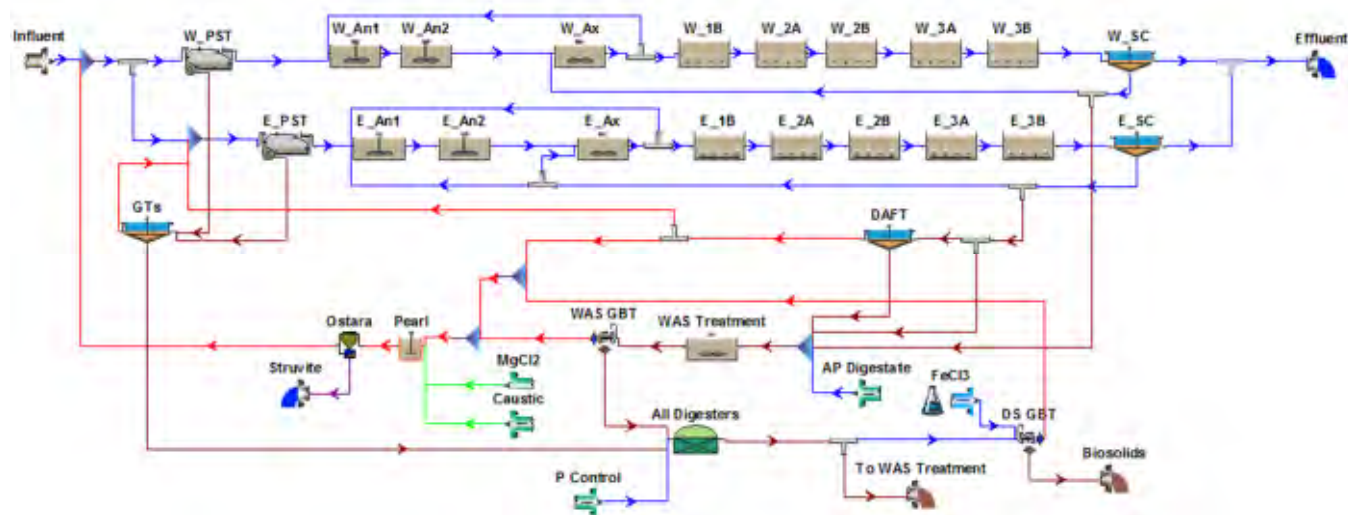 Influent
W_PST
W_An1
W_An2
W_Ax
W_1B
W_2A
W_2B
W_3A
W_3B
W_SC
Effluent
E_PST
E_An1
E_An2
E_Ax
E_1B
E_2A
E_2B
E_3A
E_3B
E_SC
GTs
DAFT
Ostara
Pearl
WAS GBT
WAS Treatment
Struvite
MgCl2
AP Digestate
FeCl3
Caustic
All Digesters
DS GBT
P Control
To WAS Treatment
Biosolids